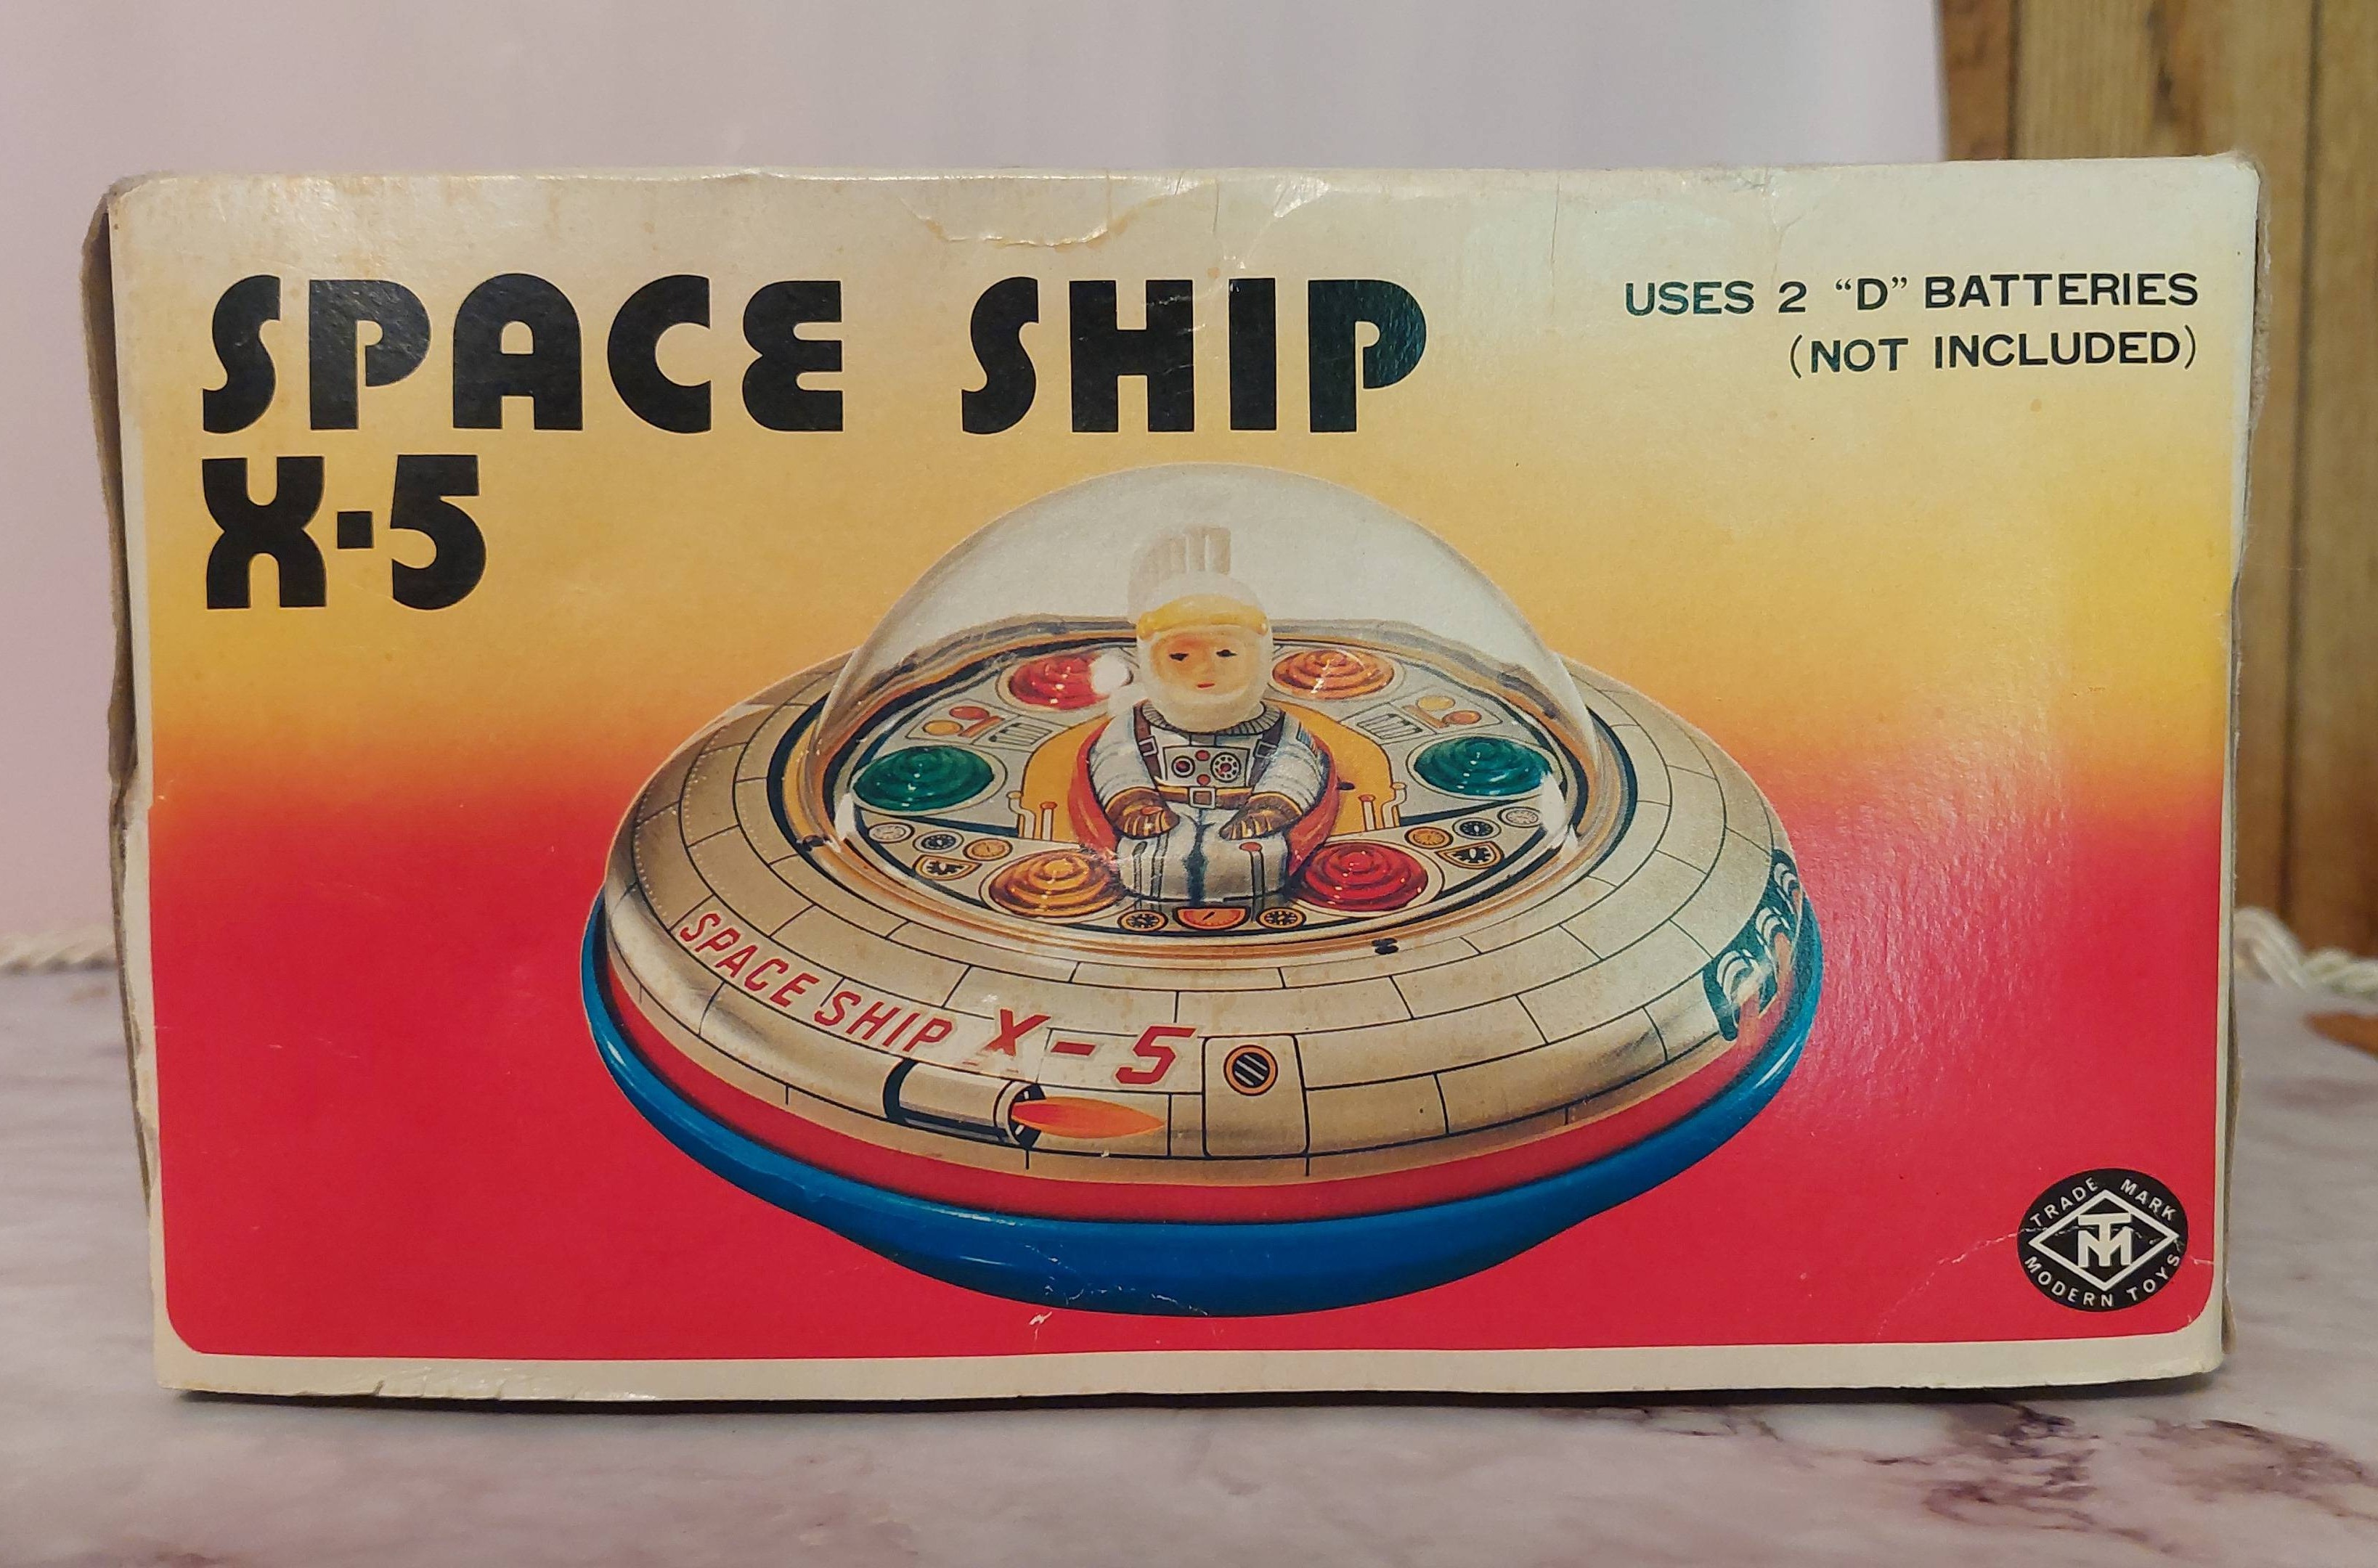 SPACE SHIP
X-5
USES 2 “D” BATTERIES
(NOT INCLUDED)
SPACE SHIP X-5
TRADE MARK
TM
MODERN TOYS